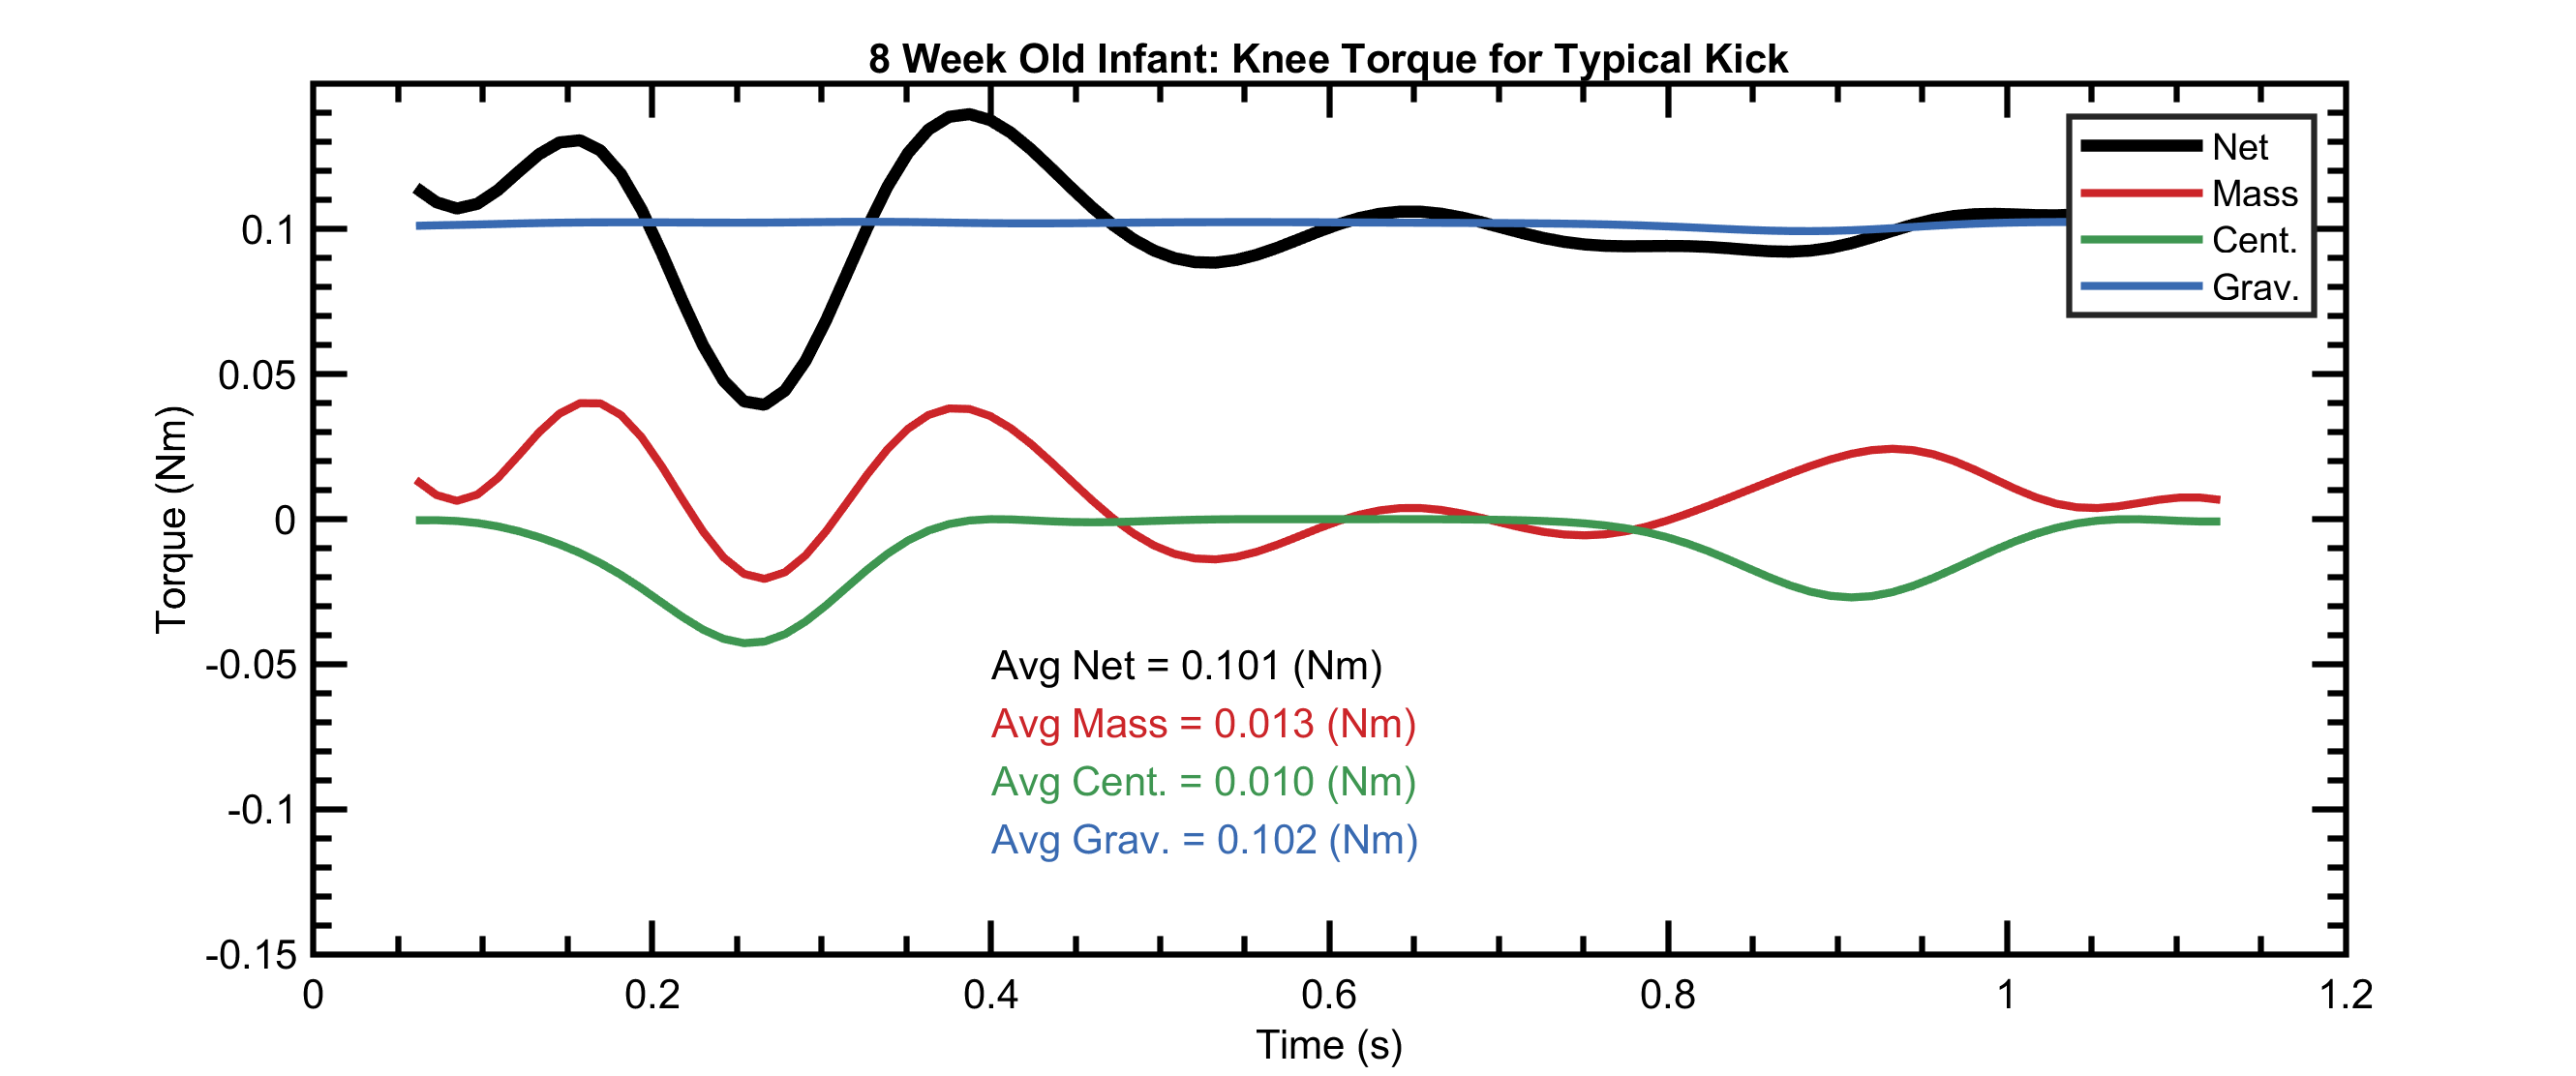 8 Week Old Infant: Knee Torque for Typical Kick
Net
Mass
Cent.
Grav.
0.1
0.05
0
-0.05
-0.1
-0.15
Torque (Nm)
Avg Net = 0.101 (Nm)
Avg Mass = 0.013 (Nm)
Avg Cent. = 0.010 (Nm)
Avg Grav. = 0.102 (Nm)
0 0.2 0.4 0.6 0.8 1 1.2
Time (s)